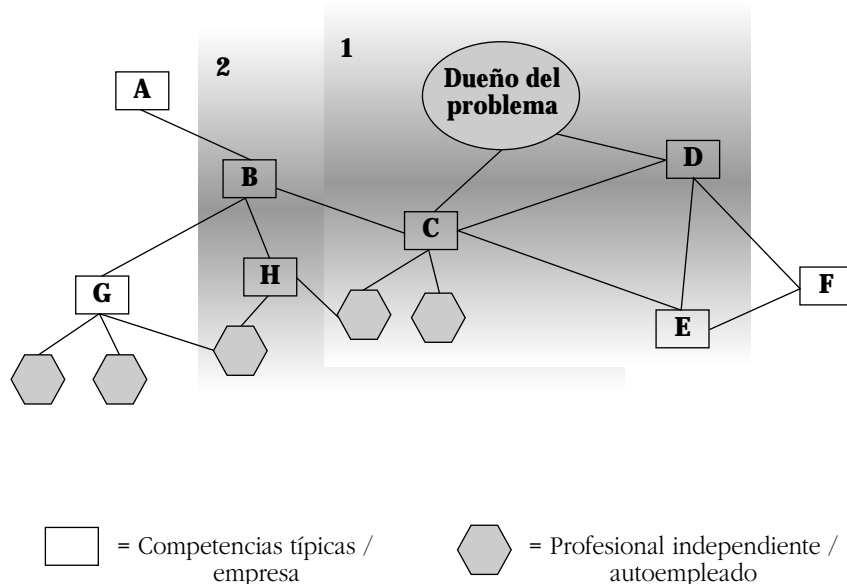 2
1
Dueño del
problema
A
B
D
C
H
G
F
E
= Competencias típicas /
empresa
= Profesional independiente /
autoempleado